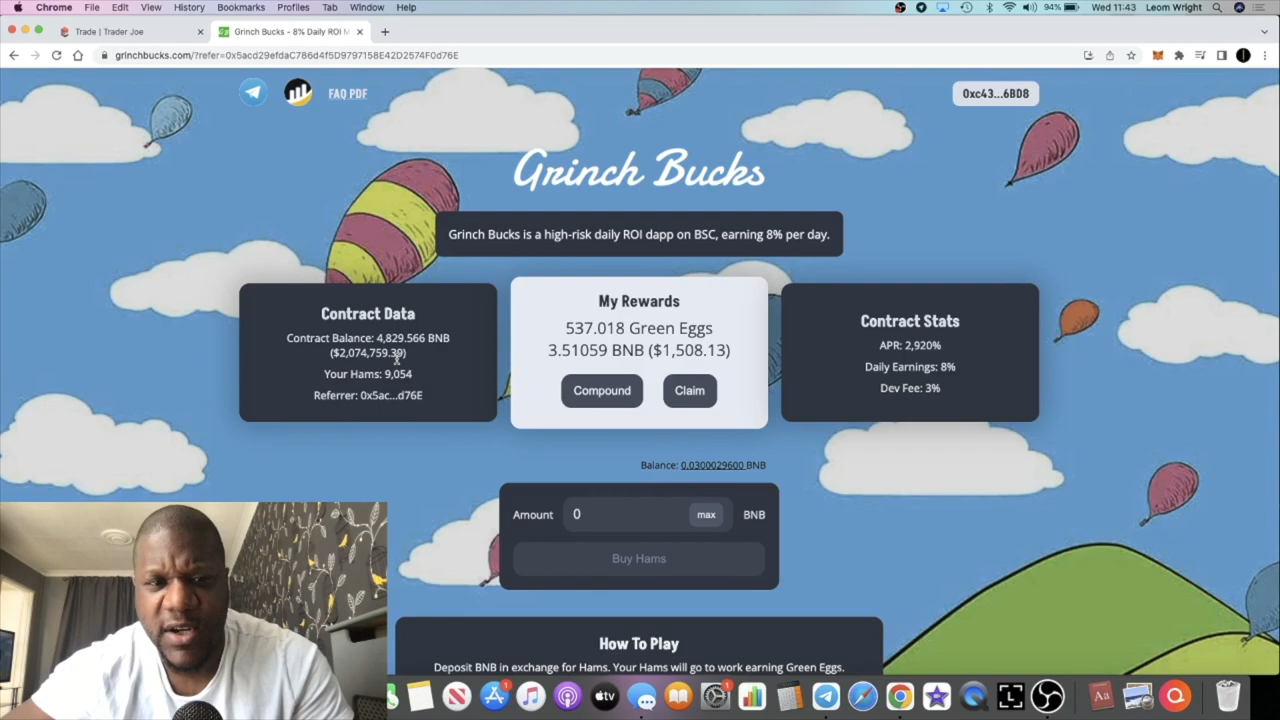 Chrome File Edit View History Bookmarks Profiles Tab Window Help 94% Wed 11:43 Leom Wright
Trade | Trader Joe
Grinch Bucks - 8% Daily ROI M
grinchbucks.com/?refer=0x5acd29efdaC786d4f5D9797158E42D2574F0d76E
FAQ PDF
0xc43...6BD8
Grinch Bucks
Grinch Bucks is a high-risk daily ROI dapp on BSC, earning 8% per day.
Contract Data
Contract Balance: 4,829.566 BNB
($2,074,759.39)
Your Hams: 9,054
Referrer: 0x5ac...d76E
My Rewards
537.018 Green Eggs
3.51059 BNB ($1,508.13)
Compound
Claim
Contract Stats
APR: 2,920%
Daily Earnings: 8%
Dev Fee: 3%
Balance: 0.0300029600 BNB
Amount 0 max BNB
Buy Hams
How To Play
Deposit BNB in exchange for Hams. Your Hams will go to work earning Green Eggs.
tv
Aa